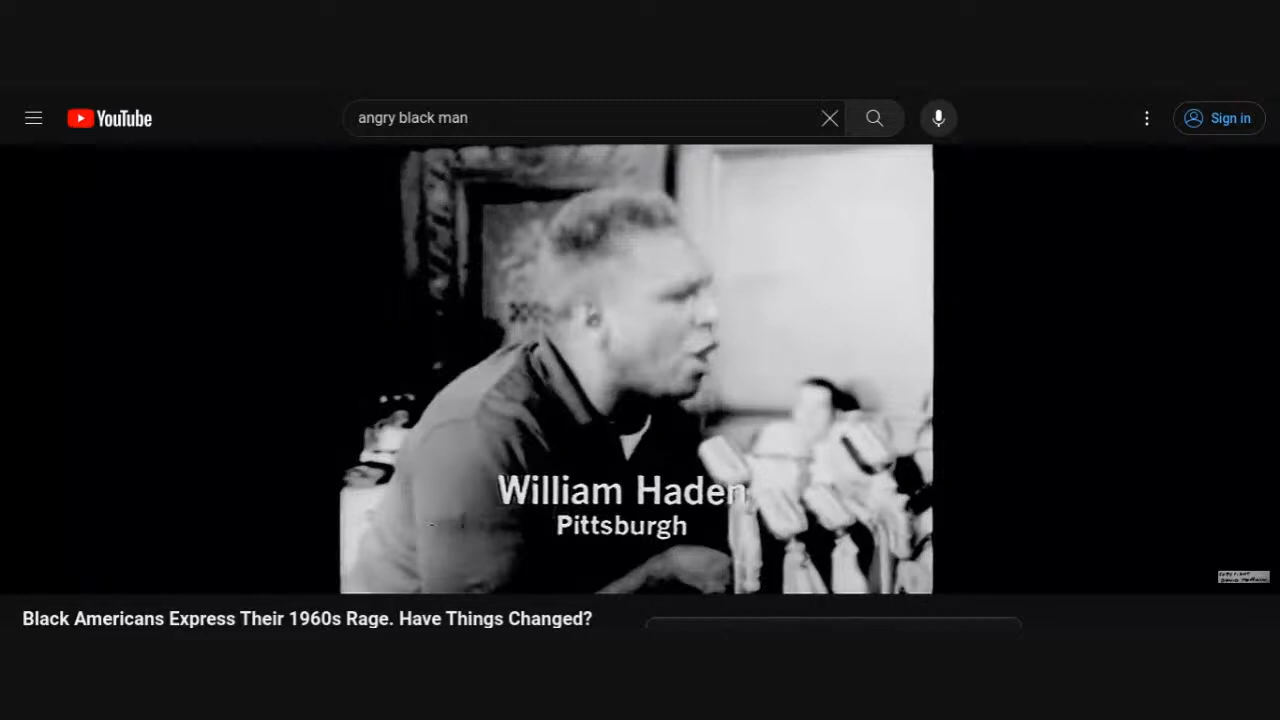 YouTube
angry black man
Sign in
William Haden
Pittsburgh
Black Americans Express Their 1960s Rage. Have Things Changed?